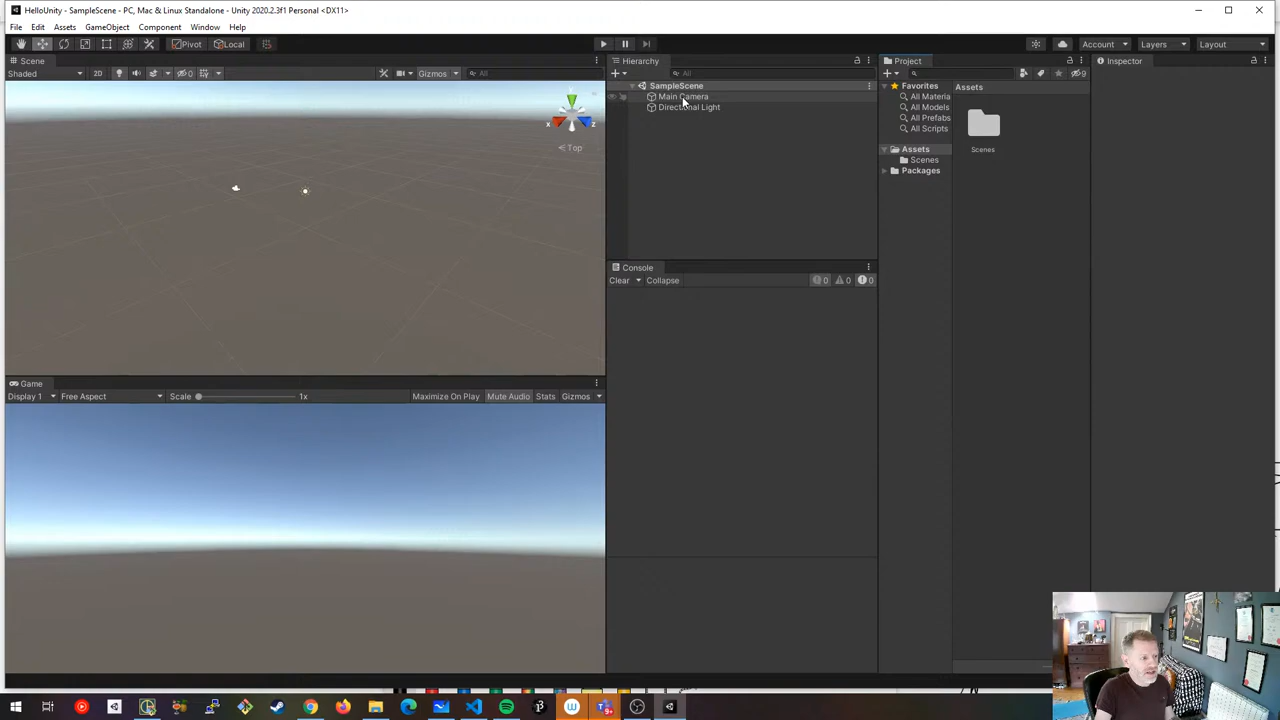 HelloUnity - SampleScene - PC, Mac & Linux Standalone - Unity 2020.2.3f1 Personal <DX11>
File Edit Assets GameObject Component Window Help
Pivot Local Account Layers Layout
Scene
Shaded 2D Gizmos All
x z
Top
Game
Display 1 Free Aspect Scale 1x Maximize On Play Mute Audio Stats Gizmos
Hierarchy
All
SampleScene
Main Camera
Directional Light
Console
Clear Collapse 0 0 0
Project
9
Favorites
All Materia
All Models
All Prefabs
All Scripts
Assets
Scenes
Packages
Assets
Scenes
Inspector